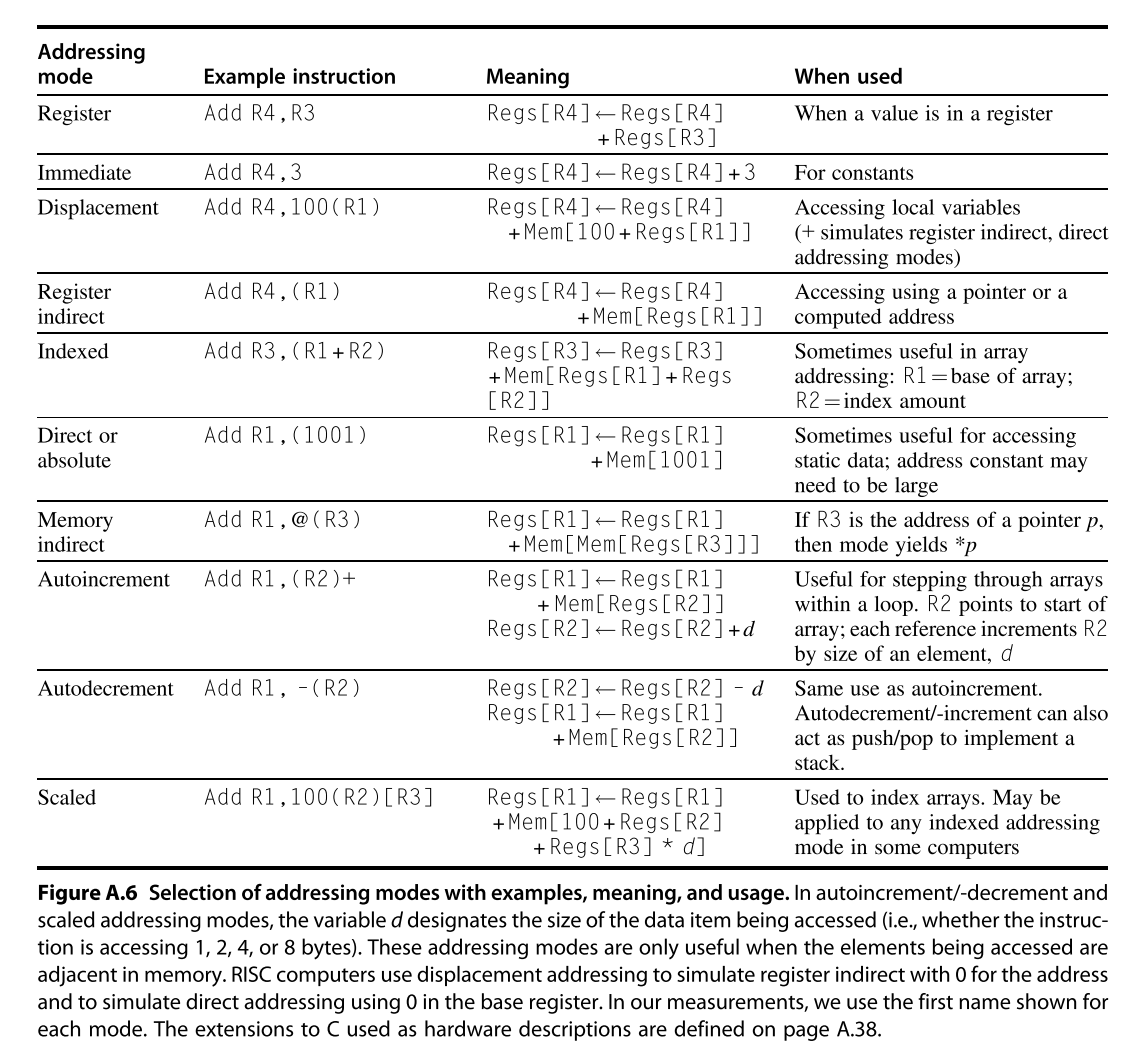 Addressing
mode Example instruction Meaning When used
Register Add R4,R3 Regs[R4]←Regs[R4] When a value is in a register
+Regs[R3]
Immediate Add R4,3 Regs[R4]←Regs[R4]+3 For constants
Displacement Add R4,100(R1) Regs[R4]←Regs[R4] Accessing local variables
+Mem[100+Regs[R1]] (+ simulates register indirect, direct
addressing modes)
Register Add R4,(R1) Regs[R4]←Regs[R4] Accessing using a pointer or a
indirect +Mem[Regs[R1]] computed address
Indexed Add R3,(R1+R2) Regs[R3]←Regs[R3] Sometimes useful in array
+Mem[Regs[R1]+Regs addressing: R1=base of array;
[R2]] R2=index amount
Direct or Add R1,(1001) Regs[R1]←Regs[R1] Sometimes useful for accessing
absolute +Mem[1001] static data; address constant may
need to be large
Memory Add R1,@(R3) Regs[R1]←Regs[R1] If R3 is the address of a pointer p,
indirect +Mem[Mem[Regs[R3]]] then mode yields *p
Autoincrement Add R1,(R2)+ Regs[R1]←Regs[R1] Useful for stepping through arrays
+Mem[Regs[R2]] within a loop. R2 points to start of
Regs[R2]←Regs[R2]+d array; each reference increments R2
by size of an element, d
Autodecrement Add R1, -(R2) Regs[R2]←Regs[R2] - d Same use as autoincrement.
Regs[R1]←Regs[R1] Autodecrement/-increment can also
+Mem[Regs[R2]] act as push/pop to implement a
stack.
Scaled Add R1,100(R2)[R3] Regs[R1]←Regs[R1] Used to index arrays. May be
+Mem[100+Regs[R2] applied to any indexed addressing
+Regs[R3] * d] mode in some computers
Figure A.6 Selection of addressing modes with examples, meaning, and usage. In autoincrement/-decrement and
scaled addressing modes, the variable d designates the size of the data item being accessed (i.e., whether the instruc-
tion is accessing 1, 2, 4, or 8 bytes). These addressing modes are only useful when the elements being accessed are
adjacent in memory. RISC computers use displacement addressing to simulate register indirect with 0 for the address
and to simulate direct addressing using 0 in the base register. In our measurements, we use the first name shown for
each mode. The extensions to C used as hardware descriptions are defined on page A.38.